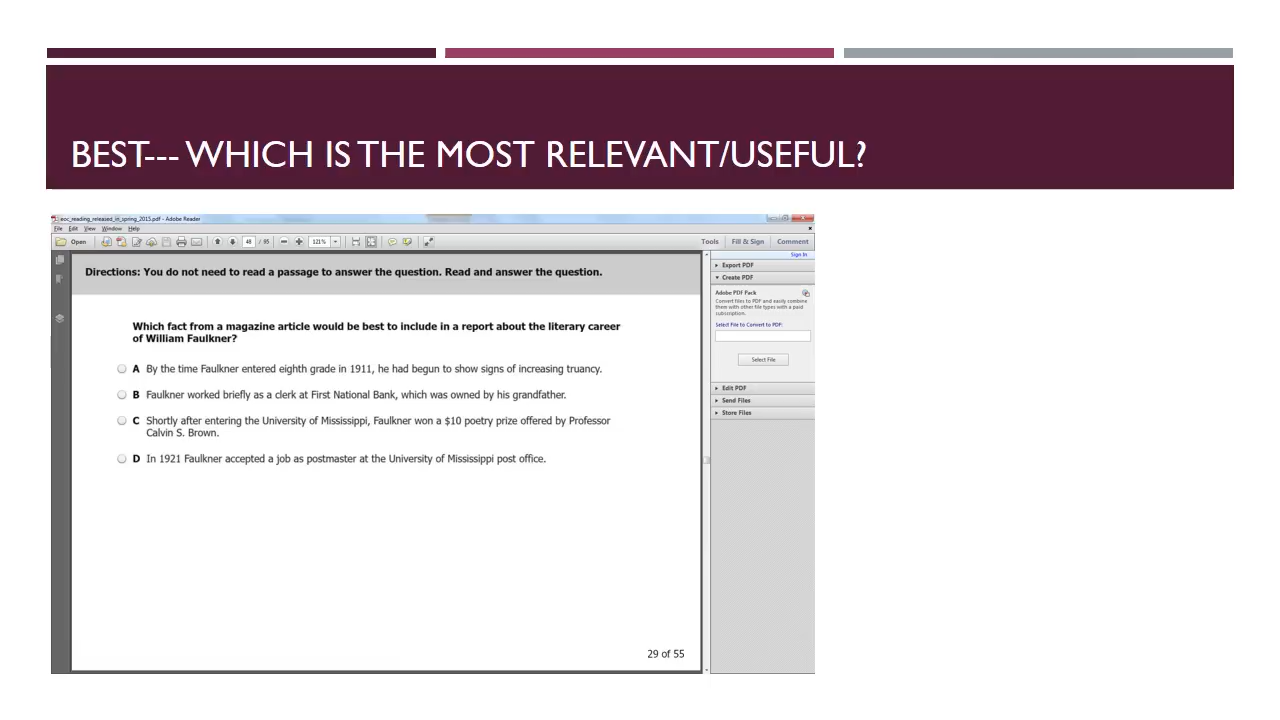 BEST--- WHICH IS THE MOST RELEVANT/USEFUL?
eoc_reading_released_in_spring_2015.pdf - Adobe Reader
File Edit View Window Help
Open 48 / 95 121% Tools Fill & Sign Comment
Sign In
Export PDF
Create PDF
Adobe PDF Pack
Convert files to PDF and easily combine
them with other file types with a paid
subscription.
Select File to Convert to PDF:
Select File
Edit PDF
Send Files
Store Files
Directions: You do not need to read a passage to answer the question. Read and answer the question.
Which fact from a magazine article would be best to include in a report about the literary career
of William Faulkner?
A By the time Faulkner entered eighth grade in 1911, he had begun to show signs of increasing truancy.
B Faulkner worked briefly as a clerk at First National Bank, which was owned by his grandfather.
C Shortly after entering the University of Mississippi, Faulkner won a $10 poetry prize offered by Professor
Calvin S. Brown.
D In 1921 Faulkner accepted a job as postmaster at the University of Mississippi post office.
29 of 55